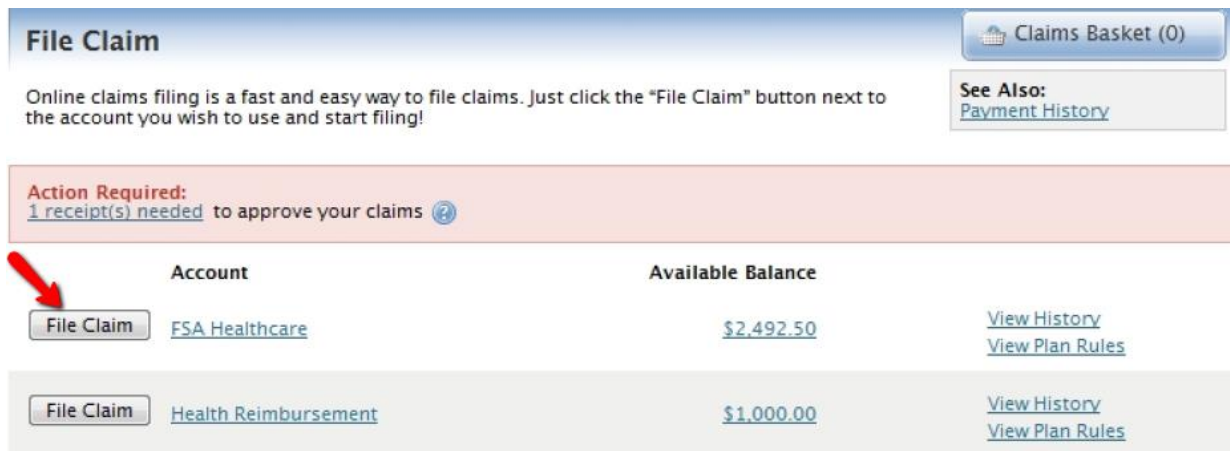 File Claim
Claims Basket (0)
Online claims filing is a fast and easy way to file claims. Just click the “File Claim” button next to
the account you wish to use and start filing!
See Also:
Payment History
Action Required:
1 receipt(s) needed to approve your claims ?
Account Available Balance
File Claim FSA Healthcare $2,492.50 View History
View Plan Rules
File Claim Health Reimbursement $1,000.00 View History
View Plan Rules